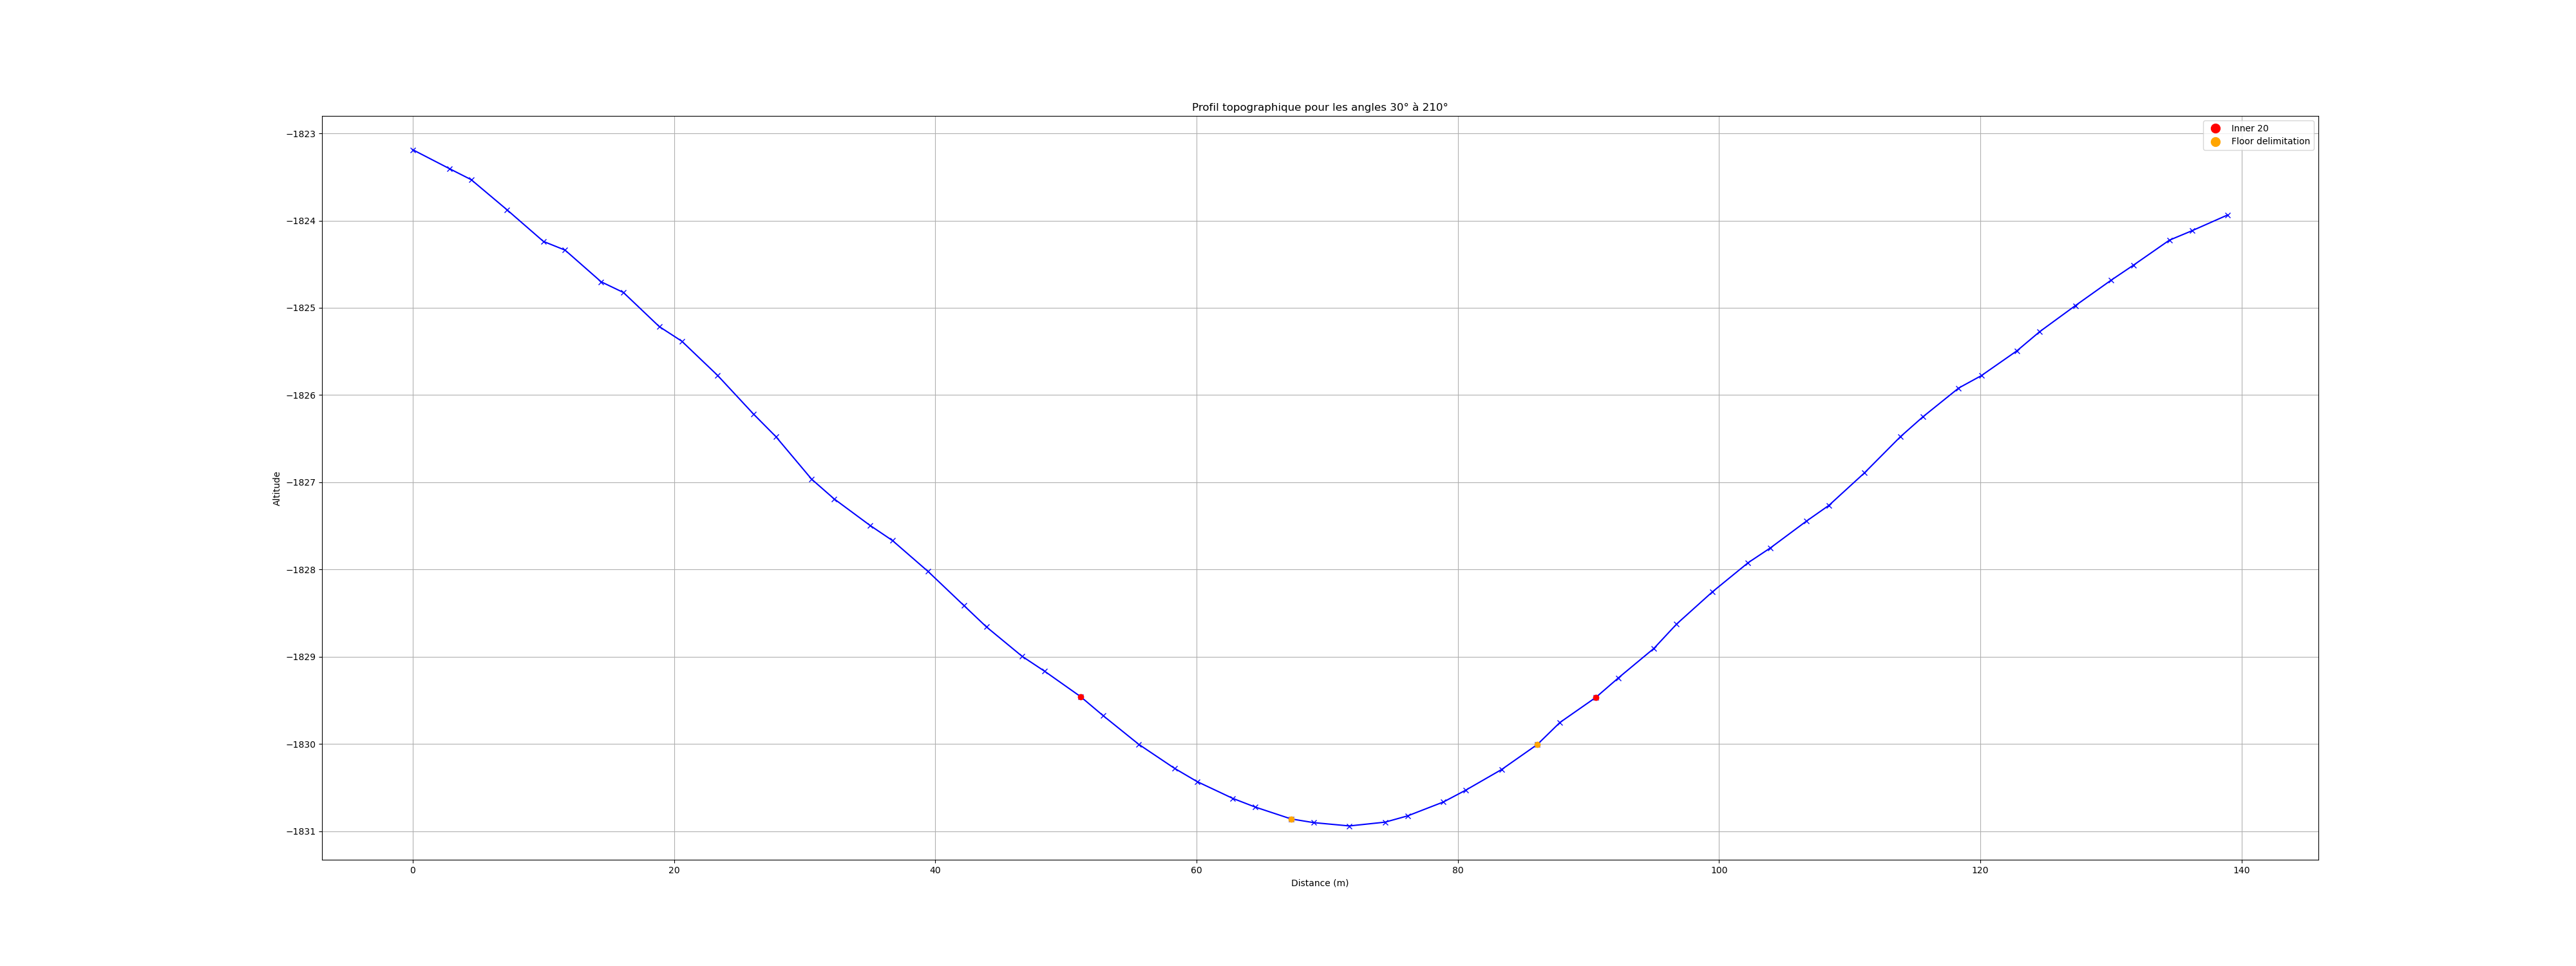 Profil topographique pour les angles 30° à 210°
Inner 20
Floor delimitation
−1823
−1824
−1825
−1826
−1827
−1828
−1829
−1830
−1831
Altitude
0 20 40 60 80 100 120 140
Distance (m)